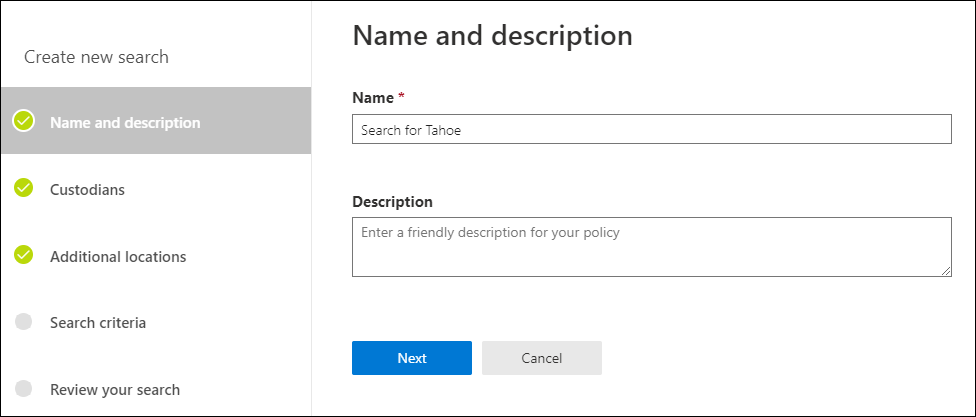 Create new search
Name and description
Custodians
Additional locations
Search criteria
Review your search
Name and description
Name *
Search for Tahoe
Description
Enter a friendly description for your policy
Next
Cancel